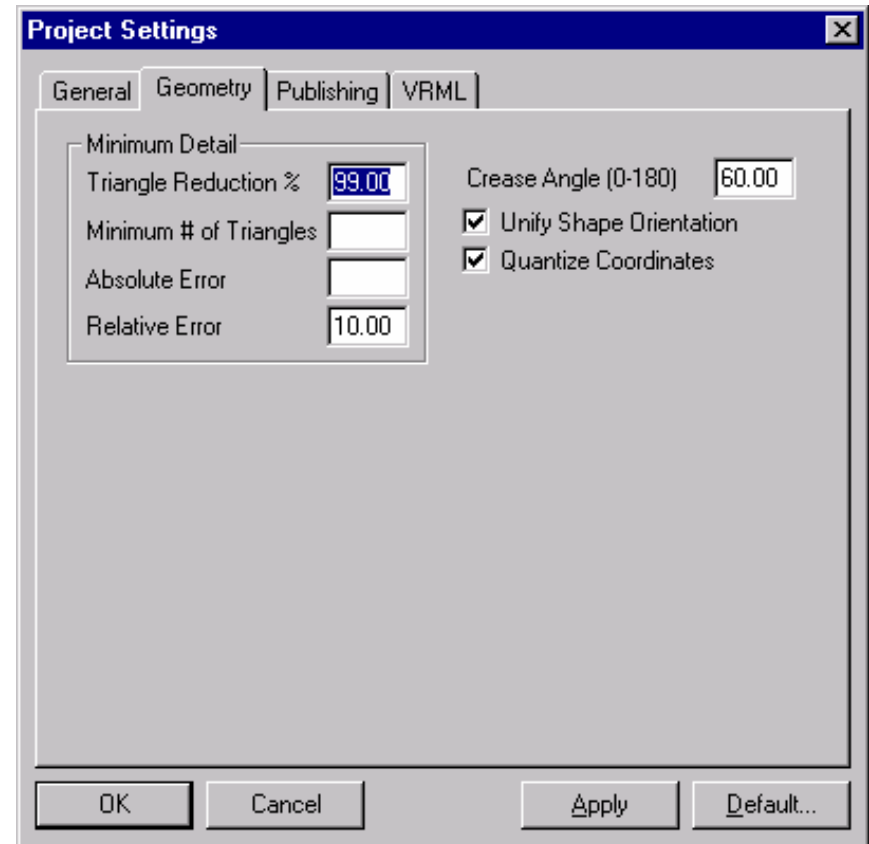 Project Settings
General Geometry Publishing VRML
Minimum Detail
Triangle Reduction % 99.00
Minimum # of Triangles
Absolute Error
Relative Error 10.00
Crease Angle (0-180) 60.00
Unify Shape Orientation
Quantize Coordinates
OK Cancel Apply Default...